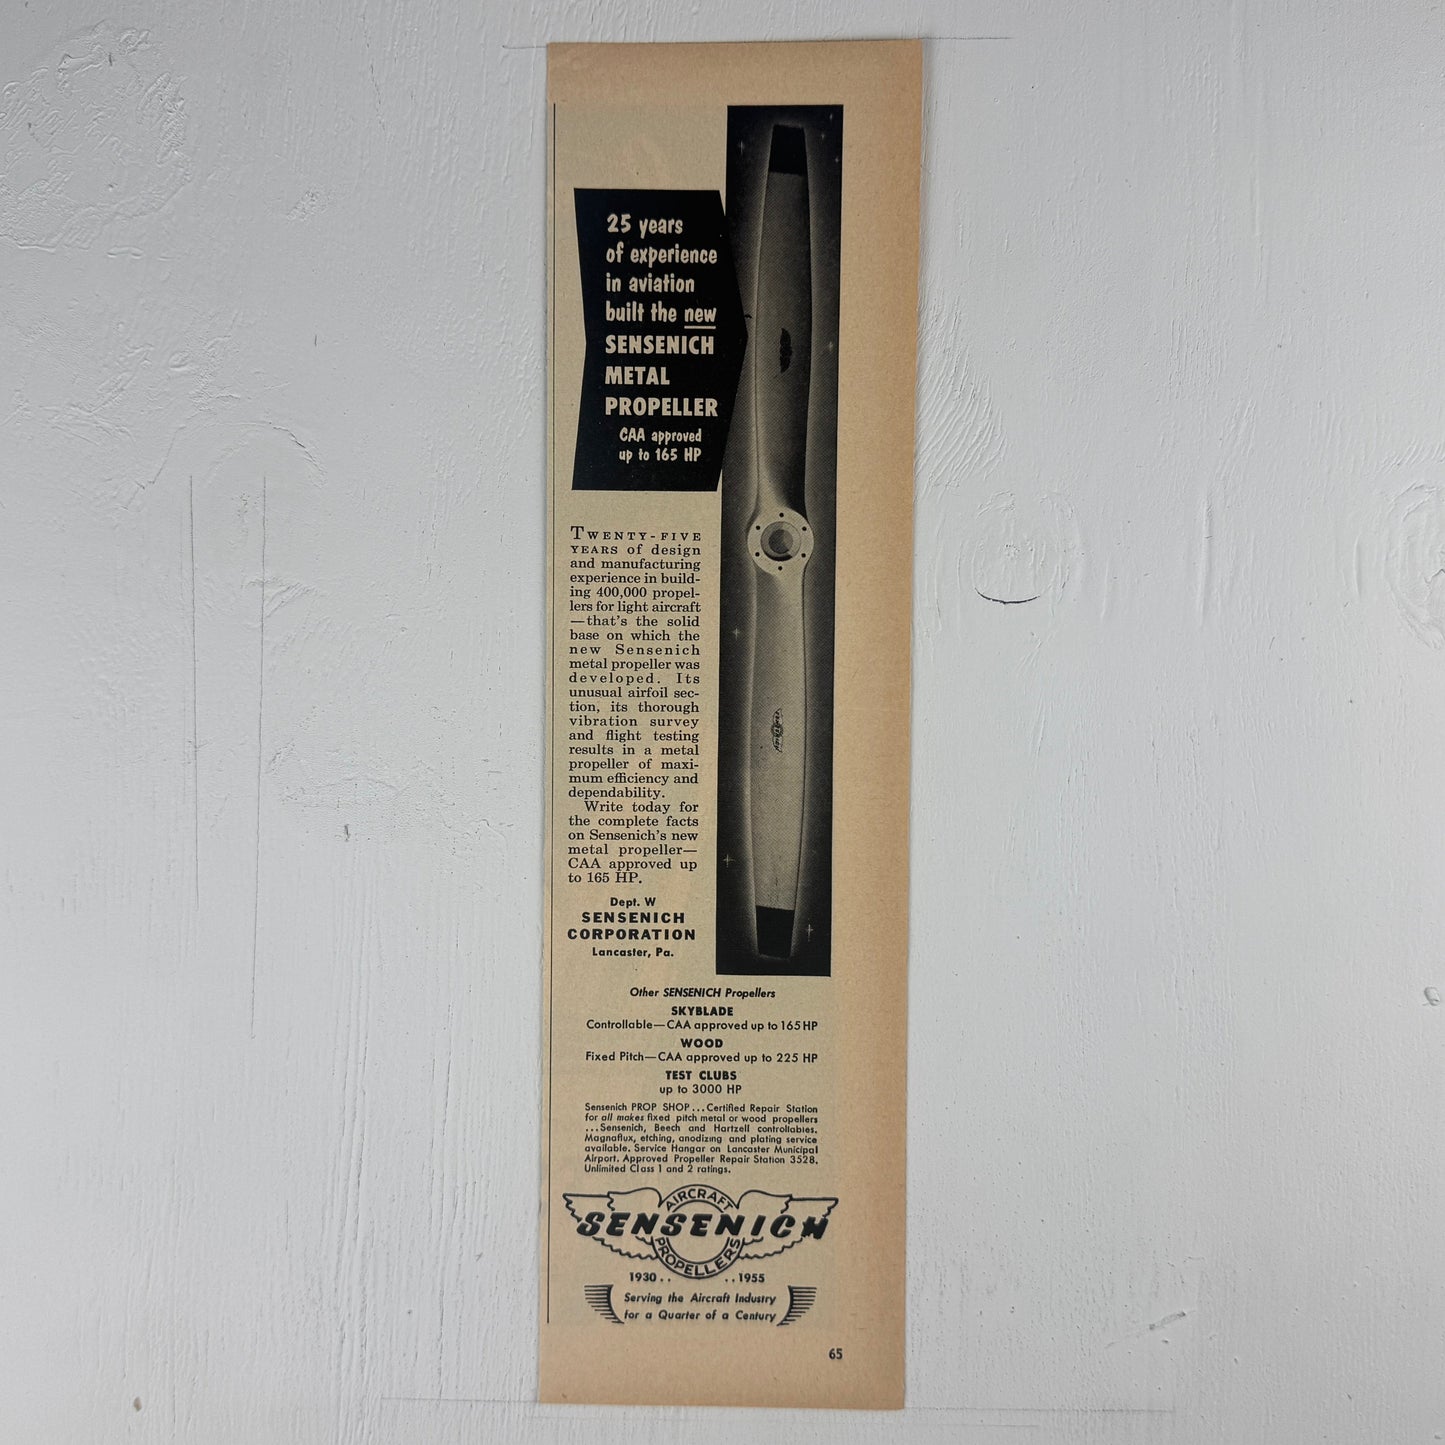 25 years
of experience
in aviation
built the new
SENSENICH
METAL
PROPELLER
CAA approved
up to 165 HP
TWENTY-FIVE
YEARS of design
and manufacturing
experience in build-
ing 400,000 propel-
lers for light aircraft
—that's the solid
base on which the
new Sensenich
metal propeller was
developed. Its
unusual airfoil sec-
tion, its thorough
vibration survey
and flight testing
results in a metal
propeller of maxi-
mum efficiency and
dependability.
Write today for
the complete facts
on Sensenich's new
metal propeller—
CAA approved up
to 165 HP.
Dept. W
SENSENICH
CORPORATION
Lancaster, Pa.
Other SENSENICH Propellers
SKYBLADE
Controllable—CAA approved up to 165 HP
WOOD
Fixed Pitch—CAA approved up to 225 HP
TEST CLUBS
up to 3000 HP
Sensenich PROP SHOP...Certified Repair Station
for all makes fixed pitch metal or wood propellers
...Sensenich, Beech and Hartzell controllables.
Magnaflux, etching, anodizing and plating service
available. Service Hangar on Lancaster Municipal
Airport. Approved Propeller Repair Station 3528.
Unlimited Class 1 and 2 ratings.
AIRCRAFT
SENSENICH
PROPELLERS
1930.. ..1955
Serving the Aircraft Industry
for a Quarter of a Century
65